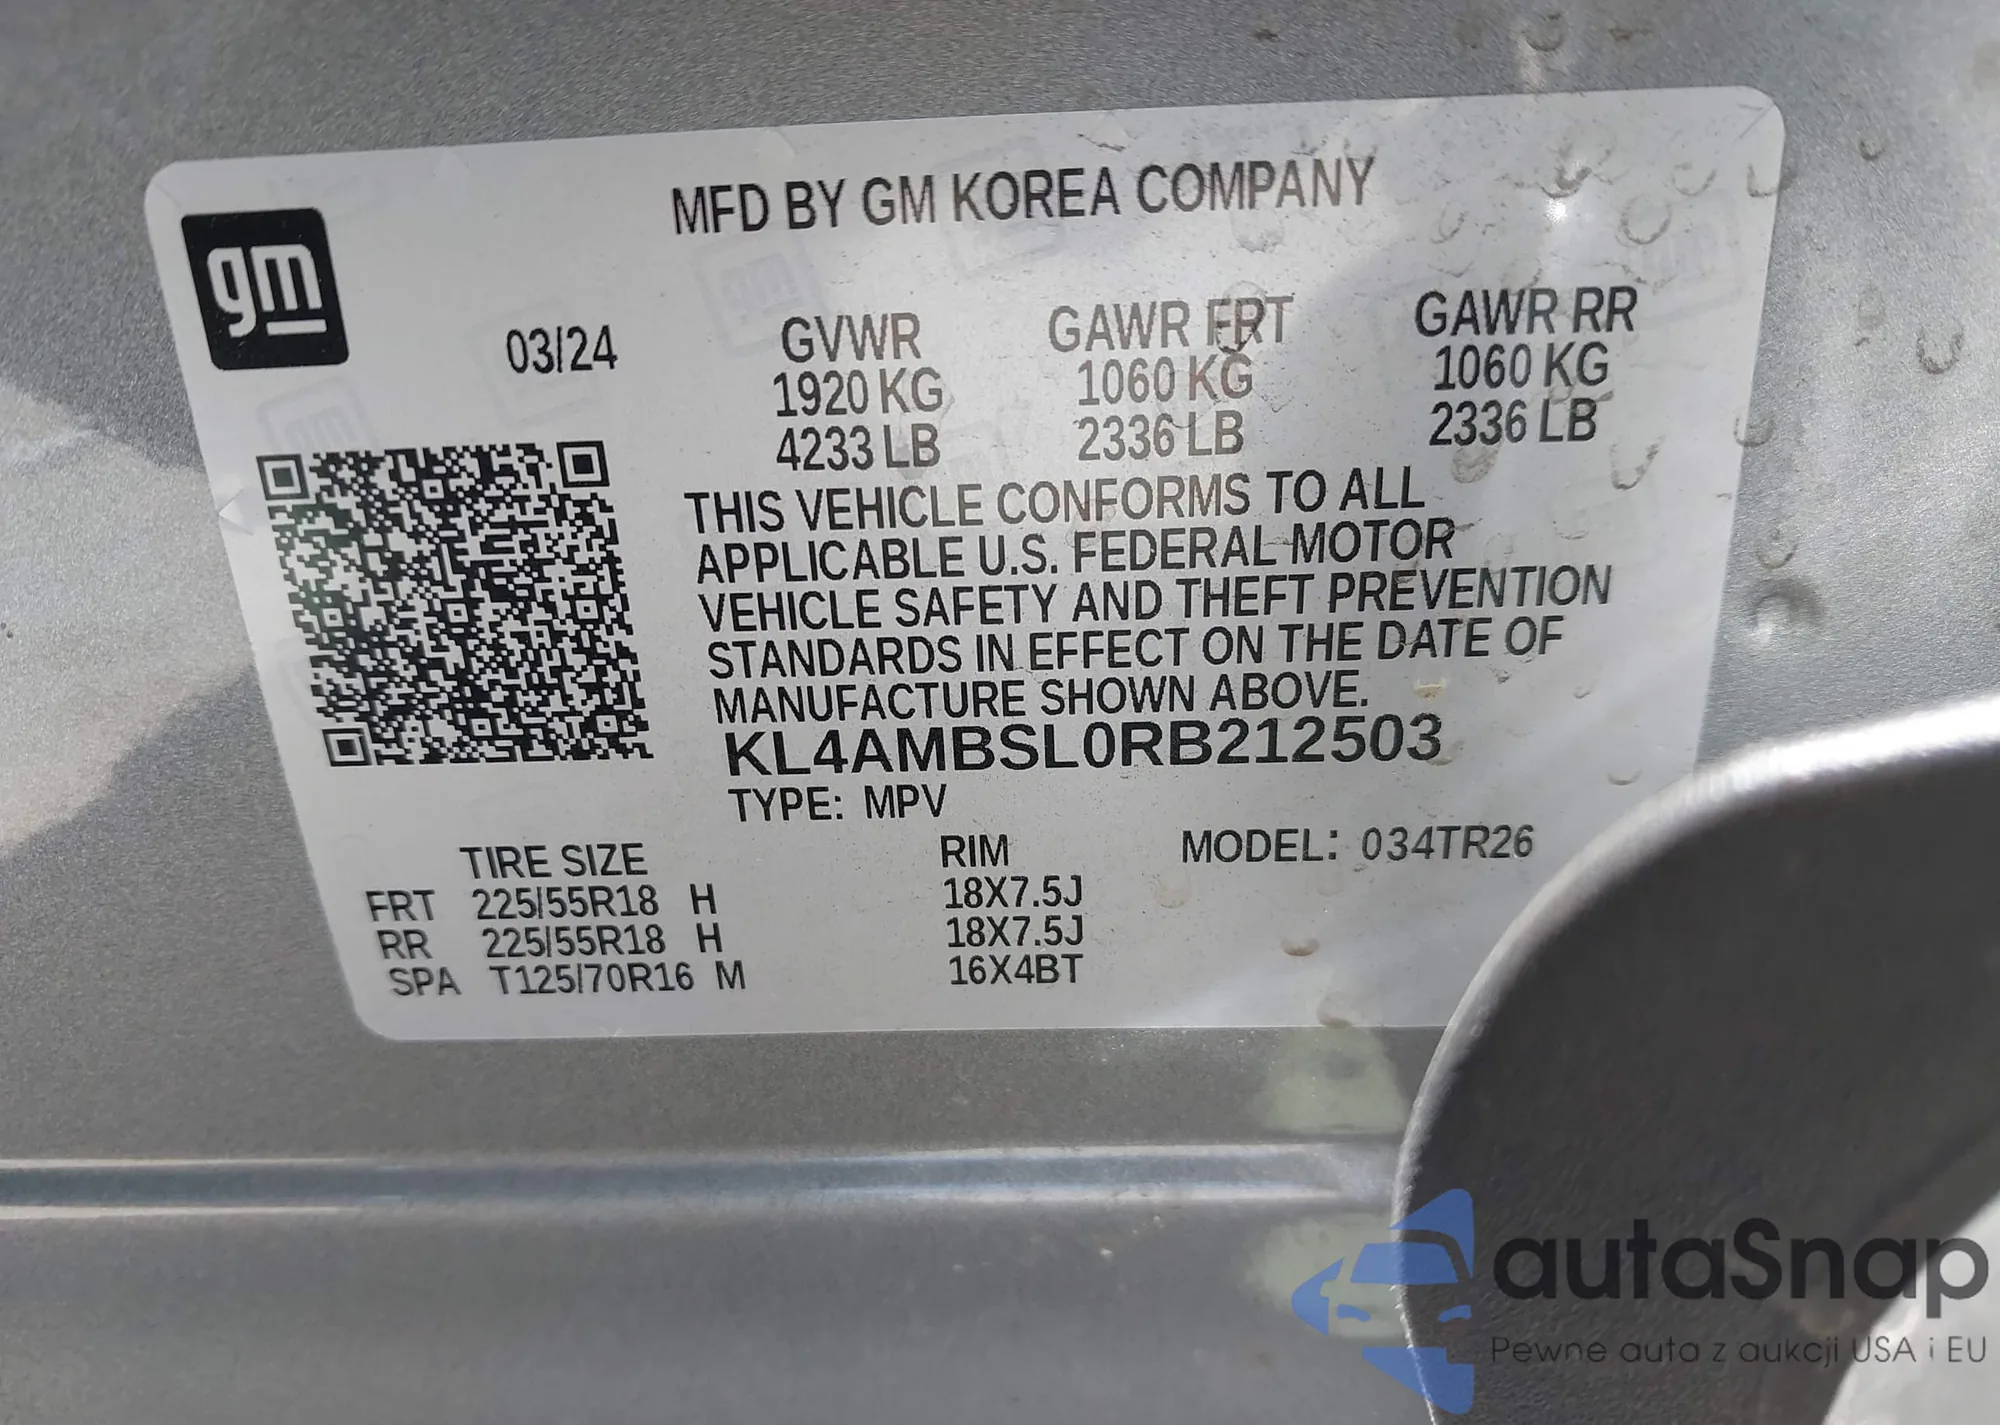 gm
MFD BY GM KOREA COMPANY
03/24
GVWR GAWR FRT GAWR RR
1920 KG 1060 KG 1060 KG
4233 LB 2336 LB 2336 LB
THIS VEHICLE CONFORMS TO ALL
APPLICABLE U.S. FEDERAL MOTOR
VEHICLE SAFETY AND THEFT PREVENTION
STANDARDS IN EFFECT ON THE DATE OF
MANUFACTURE SHOWN ABOVE.
KL4AMBSL0RB212503
TYPE: MPV
TIRE SIZE RIM MODEL: 034TR26
FRT 225/55R18 H 18X7.5J
RR 225/55R18 H 18X7.5J
SPA T125/70R16 M 16X4BT
autaSnap
Pewne auta z aukcji USA i EU